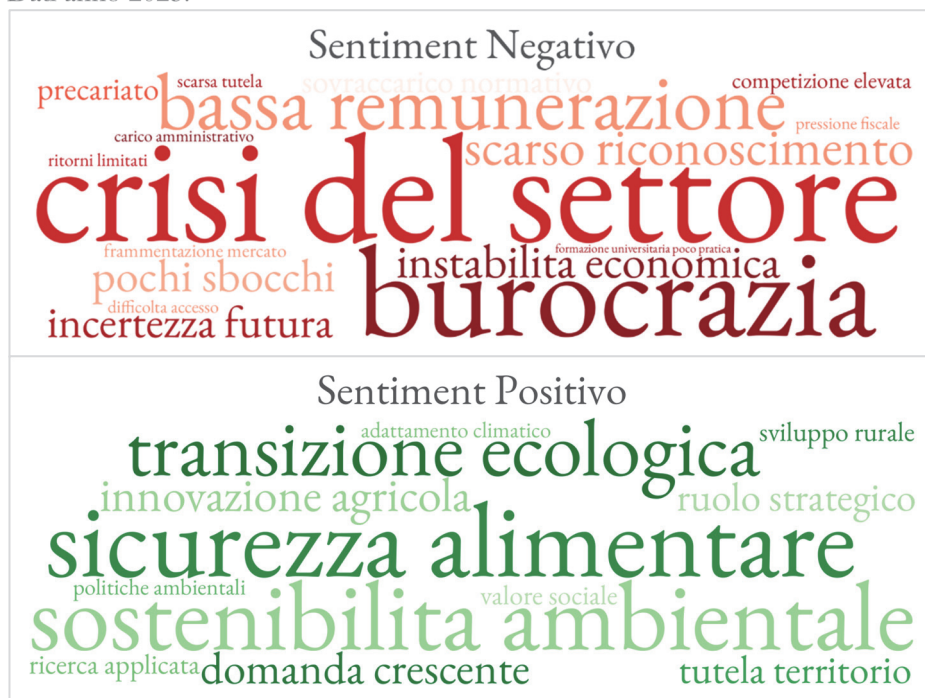 Sentiment Negativo
precariato
scarsa tutela
sovraccarico normativo
competizione elevata
bassa remunerazione
pressione fiscale
carico amministrativo
ritorni limitati
scarso riconoscimento
crisi del settore
frammentazione mercato
formazione universitaria poco pratica
instabilita economica
pochi sbocchi
difficolta accesso
burocrazia
incertezza futura
Sentiment Positivo
adattamento climatico
transizione ecologica
sviluppo rurale
innovazione agricola
ruolo strategico
sicurezza alimentare
politiche ambientali
valore sociale
sostenibilita ambientale
ricerca applicata
domanda crescente
tutela territorio